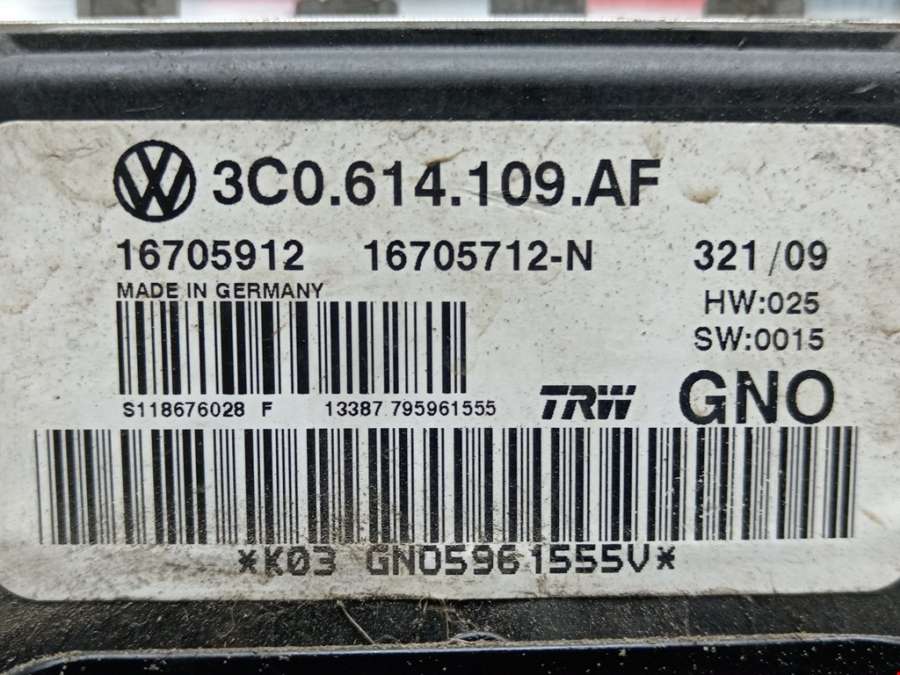 3C0.614.109.AF
16705912 16705712-N 321/09
MADE IN GERMANY
HW:025
SW:0015
S118676028 F 13387 795961555 TRW GNO
*K03 GNO5961555V*